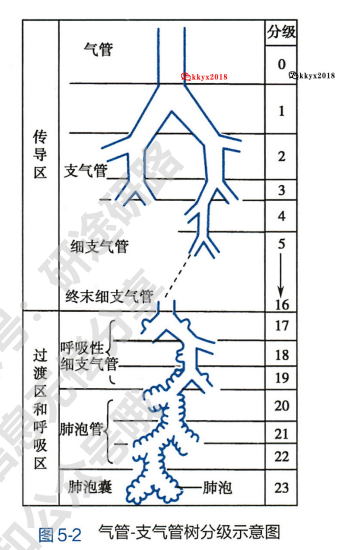 分级
气管
0
kkyx2018
kkyx2018
1
传导区
2
支气管
3
4
细支气管
5
终末细支气管
16
17
呼吸性
细支气管
18
19
过渡区和呼吸区
20
肺泡管
21
22
肺泡囊
肺泡
23
图5-2 气管-支气管树分级示意图